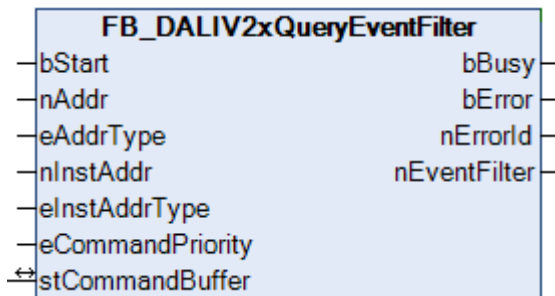 FB_DALIV2xQueryEventFilter
bStart bBusy
nAddr bError
eAddrType nErrorId
nInstAddr nEventFilter
eInstAddrType
eCommandPriority
stCommandBuffer